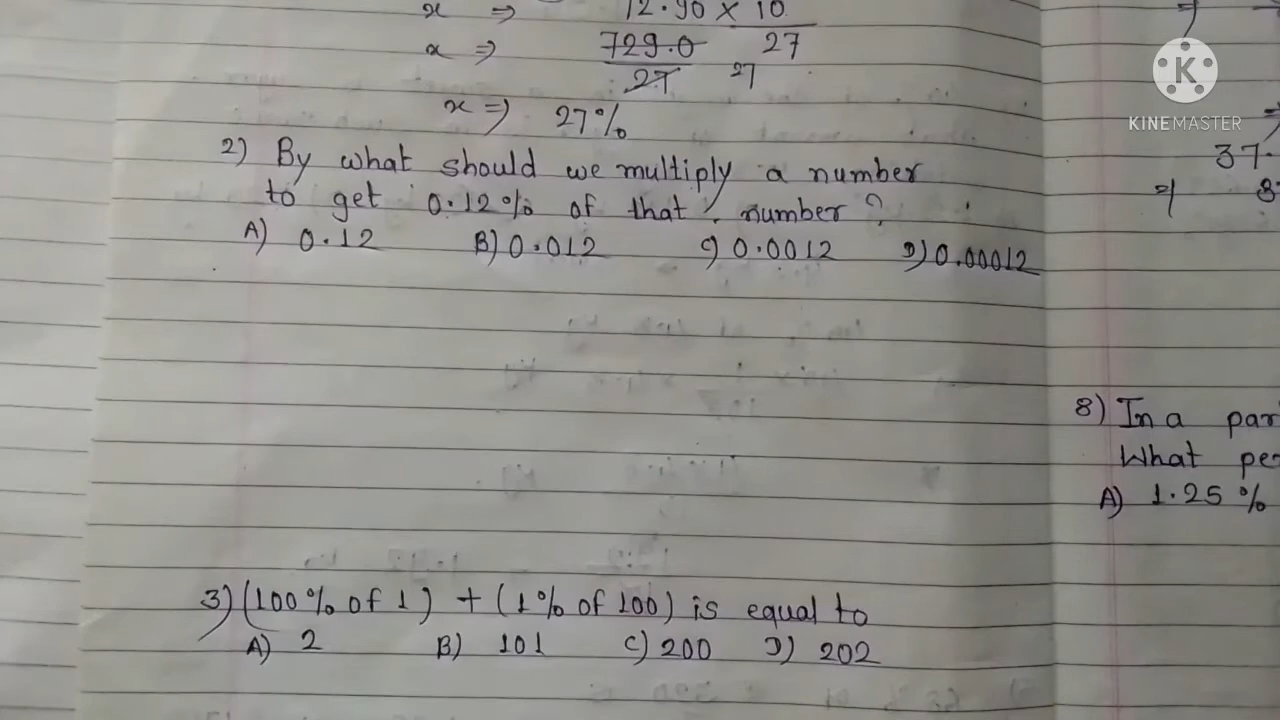 x ⇒ 12.90 × 10
x ⇒ 729.0 27
27 27
x ⇒ 27%
2) By what should we multiply a number
to get 0.12% of that number?
A) 0.12 B) 0.012 C) 0.0012 D) 0.00012
3) (100% of 1) + (1% of 100) is equal to
A) 2 B) 101 C) 200 D) 202
KINEMASTER
37.
8) In a par
What pe
A) 1.25 %